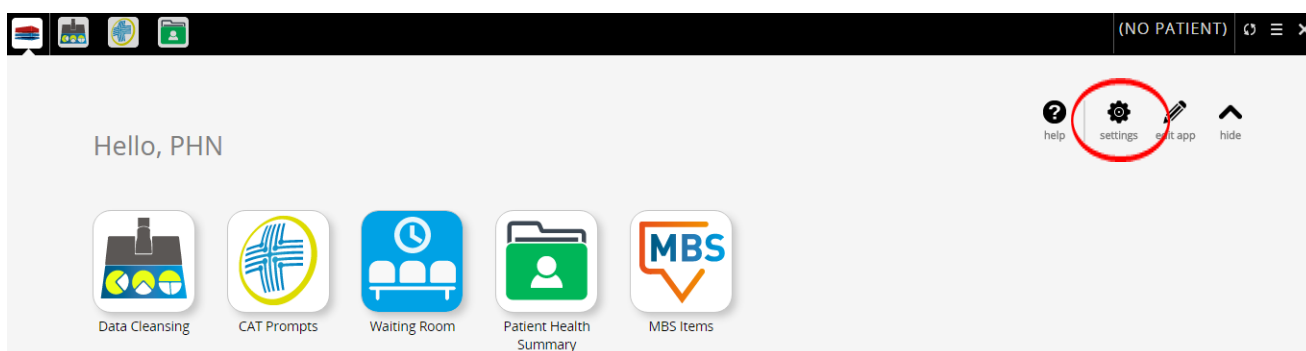 (NO PATIENT)
help settings edit app hide
Hello, PHN
MBS
Data Cleansing CAT Prompts Waiting Room Patient Health Summary MBS Items